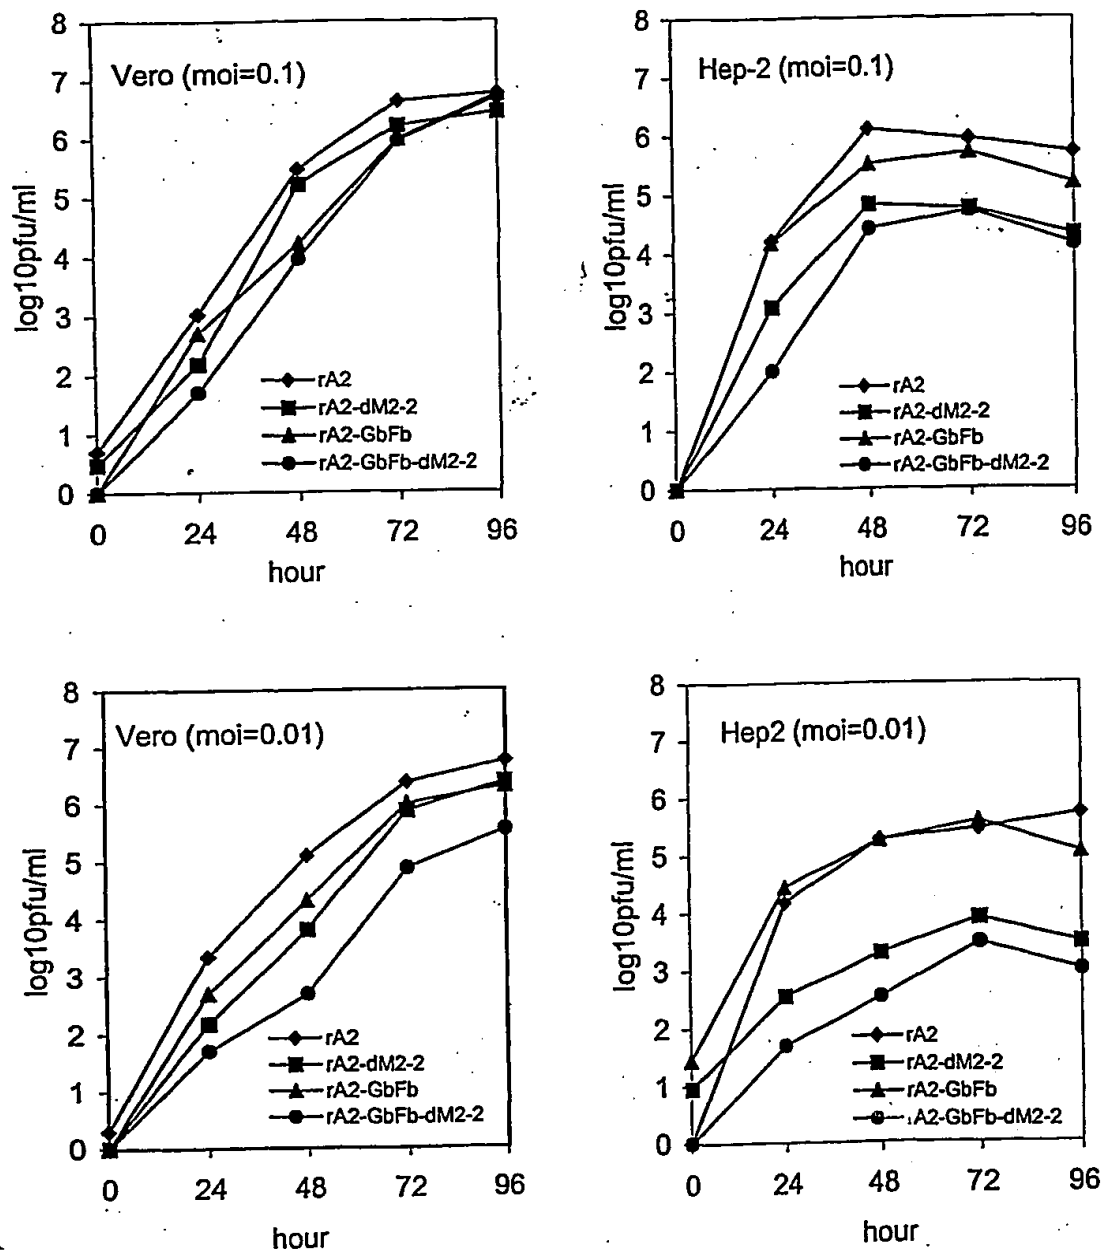 Vero (moi=0.1)
log10pfu/ml
8
7
6
5
4
3
2
1
0
0 24 48 72 96
hour
rA2
rA2-dM2-2
rA2-GbFb
rA2-GbFb-dM2-2
Hep-2 (moi=0.1)
log10pfu/ml
8
7
6
5
4
3
2
1
0
0 24 48 72 96
hour
rA2
rA2-dM2-2
rA2-GbFb
rA2-GbFb-dM2-2
Vero (moi=0.01)
log10pfu/ml
8
7
6
5
4
3
2
1
0
0 24 48 72 96
hour
rA2
rA2-dM2-2
rA2-GbFb
rA2-GbFb-dM2-2
Hep2 (moi=0.01)
log10pfu/ml
8
7
6
5
4
3
2
1
0
0 24 48 72 96
hour
rA2
rA2-dM2-2
rA2-GbFb
rA2-GbFb-dM2-2